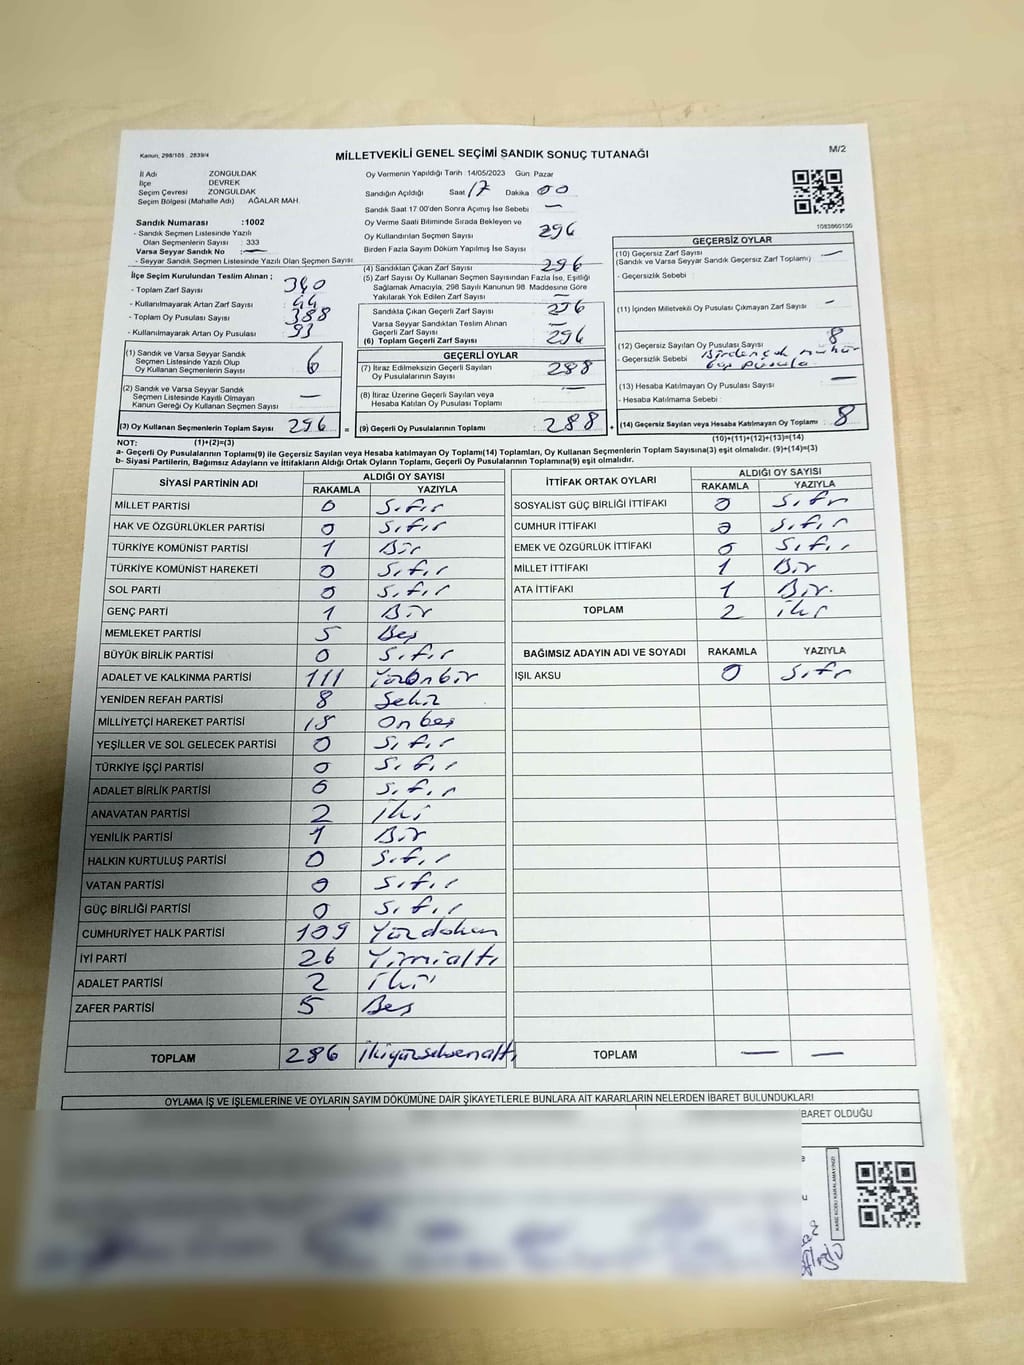 Kanun, 298/105 . 2839/4
MİLLETVEKİLİ GENEL SEÇİMİ SANDIK SONUÇ TUTANAĞI
M/2
İl Adı ZONGULDAK
İlçe DEVREK
Seçim Çevresi ZONGULDAK
Seçim Bölgesi (Mahalle Adı) AĞALAR MAH.
Oy Vermenin Yapıldığı Tarih :14/05/2023 Gün: Pazar
Sandığın Açıldığı Saat 17 Dakika 00
Sandık Saat 17:00'den Sonra Açımış İse Sebebi —
Oy Verme Saati Bitiminde Sırada Bekleyen ve
Oy Kullandırılan Seçmen Sayısı 296
Birden Fazla Sayım Döküm Yapılmış İse Sayısı
1083860100
Sandık Numarası : 1002
- Sandık Seçmen Listesinde Yazılı
Olan Seçmenlerin Sayısı : 333
Varsa Seyyar Sandık No : —
- Seyyar Sandık Seçmen Listesinde Yazılı Olan Seçmen Sayısı
İlçe Seçim Kurulundan Teslim Alınan ;
- Toplam Zarf Sayısı : 340
- Kullanılmayarak Artan Zarf Sayısı : 44
- Toplam Oy Pusulası Sayısı : 388
- Kullanılmayarak Artan Oy Pusulası : 93
(1) Sandık ve Varsa Seyyar Sandık
Seçmen Listesinde Yazılı Olup
Oy Kullanan Seçmenlerin Sayısı : 6
(2) Sandık ve Varsa Seyyar Sandık
Seçmen Listesinde Kayıtlı Olmayan
Kanun Gereği Oy Kullanan Seçmen Sayısı : —
(3) Oy Kullanan Seçmenlerin Toplam Sayısı 296 =
(4) Sandıktan Çıkan Zarf Sayısı 296
(5) Zarf Sayısı Oy Kullanan Seçmen Sayısından Fazla İse, Eşitliği
Sağlamak Amacıyla, 298 Sayılı Kanunun 98. Maddesine Göre
Yakılarak Yok Edilen Zarf Sayısı —
Sandıkla Çıkan Geçerli Zarf Sayısı 296
Varsa Seyyar Sandıktan Teslim Alınan
Geçerli Zarf Sayısı —
(6) Toplam Geçerli Zarf Sayısı 296
GEÇERLİ OYLAR
(7) İtiraz Edilmeksizin Geçerli Sayılan
Oy Pusulalarının Sayısı : 288
(8) İtiraz Üzerine Geçerli Sayılan veya
Hesaba Katılan Oy Pusulası Toplamı : —
(9) Geçerli Oy Pusulalarının Toplamı : 288 +
GEÇERSİZ OYLAR
(10) Geçersiz Zarf Sayısı —
(Sandık ve Varsa Seyyar Sandık Geçersiz Zarf Toplamı)
- Geçersizlik Sebebi :
(11) İçinden Milletvekili Oy Pusulası Çıkmayan Zarf Sayısı —
(12) Geçersiz Sayılan Oy Pusulası Sayısı 8
- Geçersizlik Sebebi :
(13) Hesaba Katılmayan Oy Pusulası Sayısı —
- Hesaba Katılmama Sebebi :
(14) Geçersiz Sayılan veya Hesaba Katılmayan Oy Toplamı : 8
NOT: (1)+(2)=(3)
(10)+(11)+(12)+(13)=(14)
a- Geçerli Oy Pusulalarının Toplamı(9) ile Geçersiz Sayılan veya Hesaba Katılmayan Oy Toplamı(14) Toplamları, Oy Kullanan Seçmenlerin Toplam Sayısına(3) eşit olmalıdır. (9)+(14)=(3)
b- Siyasi Partilerin, Bağımsız Adayların ve İttifakların Aldığı Ortak Oyların Toplamı, Geçerli Oy Pusulalarının Toplamına(9) eşit olmalıdır.
SİYASİ PARTİNİN ADI ALDIĞI OY SAYISI
RAKAMLA YAZIYLA
MİLLET PARTİSİ 0 Sıfır
HAK VE ÖZGÜRLÜKLER PARTİSİ 0 Sıfır
TÜRKİYE KOMÜNİST PARTİSİ 1 Bir
TÜRKİYE KOMÜNİST HAREKETİ 0 Sıfır
SOL PARTİ 0 Sıfır
GENÇ PARTİ 1 Bir
MEMLEKET PARTİSİ 5 Beş
BÜYÜK BİRLİK PARTİSİ 0 Sıfır
ADALET VE KALKINMA PARTİSİ 111 Yüzonbir
YENİDEN REFAH PARTİSİ 8 Sekiz
MİLLİYETÇİ HAREKET PARTİSİ 15 Onbeş
YEŞİLLER VE SOL GELECEK PARTİSİ 0 Sıfır
TÜRKİYE İŞÇİ PARTİSİ 0 Sıfır
ADALET BİRLİK PARTİSİ 0 Sıfır
ANAVATAN PARTİSİ 2 İki
YENİLİK PARTİSİ 1 Bir
HALKIN KURTULUŞ PARTİSİ 0 Sıfır
VATAN PARTİSİ 0 Sıfır
GÜÇ BİRLİĞİ PARTİSİ 0 Sıfır
CUMHURİYET HALK PARTİSİ 109 Yüzdokuz
İYİ PARTİ 26 Yirmialtı
ADALET PARTİSİ 2 İki
ZAFER PARTİSİ 5 Beş
TOPLAM 286 İkiyüzseksenaltı
İTTİFAK ORTAK OYLARI ALDIĞI OY SAYISI
RAKAMLA YAZIYLA
SOSYALİST GÜÇ BİRLİĞİ İTTİFAKI 0 Sıfır
CUMHUR İTTİFAKI 0 Sıfır
EMEK VE ÖZGÜRLÜK İTTİFAKI 0 Sıfır
MİLLET İTTİFAKI 1 Bir
ATA İTTİFAKI 1 Bir.
TOPLAM 2 İki
BAĞIMSIZ ADAYIN ADI VE SOYADI RAKAMLA YAZIYLA
IŞIL AKSU 0 Sıfır
TOPLAM — —
OYLAMA İŞ VE İŞLEMLERİNE VE OYLARIN SAYIM DÖKÜMÜNE DAİR ŞİKAYETLERLE BUNLARA AİT KARARLARIN NELERDEN İBARET BULUNDUKLARI
BARET OLDUĞU
KARE KODU KARALAMAYINIZ!